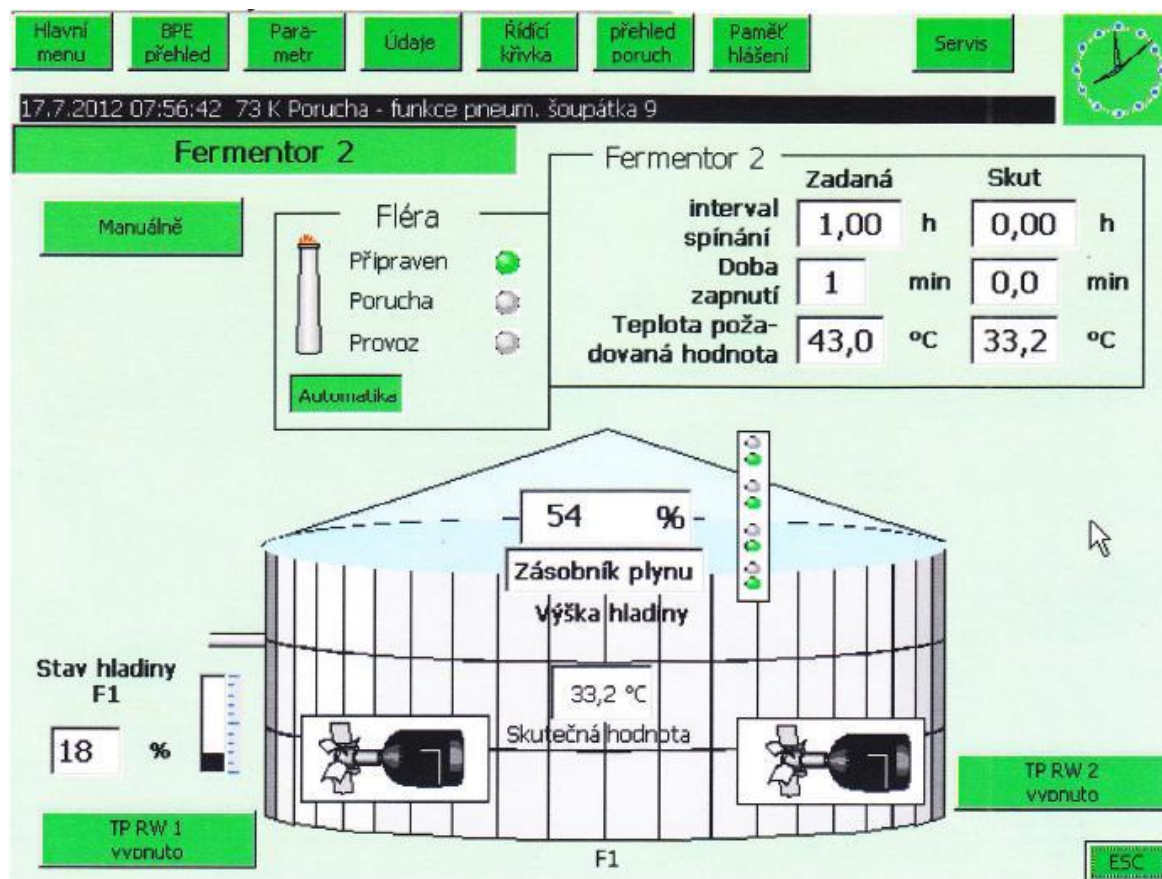 Hlavní
menu
BPE
přehled
Para-
metr
Údaje
Řídící
křivka
přehled
poruch
Paměť
hlášení
Servis
17.7.2012 07:56:42 73 K Porucha - funkce pneum. šoupátka 9
Fermentor 2
Manuálně
Fléra
Připraven
Porucha
Provoz
Automatika
Fermentor 2
Zadaná Skut
interval
spínání 1,00 h 0,00 h
Doba
zapnutí 1 min 0,0 min
Teplota poža-
dovaná hodnota 43,0 ºC 33,2 ºC
54 %
Zásobník plynu
Výška hladiny
33,2 ºC
Skutečná hodnota
Stav hladiny
F1
18 %
TP RW 1
vypnuto
TP RW 2
vypnuto
F1
ESC